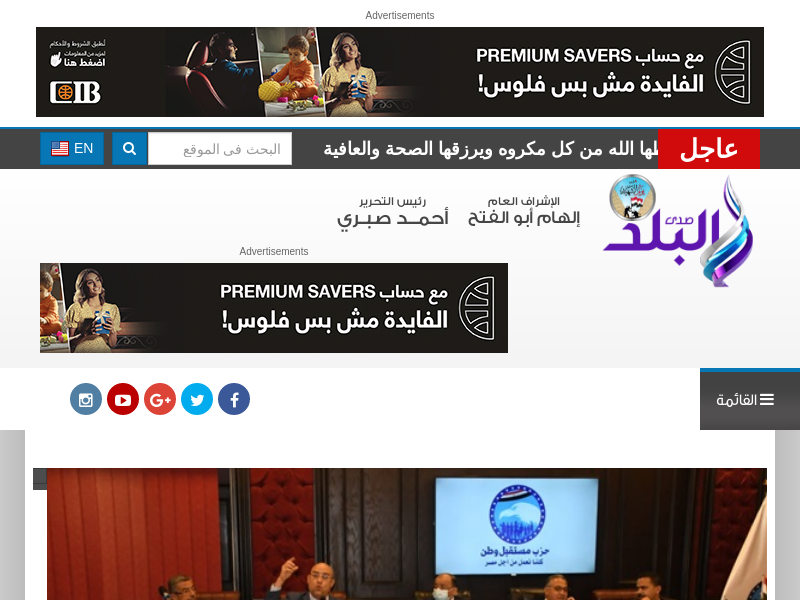 Advertisements
تُطبق الشروط والأحكام
لمزيد من المعلومات
اضغط هنا
CIB
مع حساب PREMIUM SAVERS
الفايدة مش بس فلوس!
عاجل
الله من كل مكروه ويرزقها الصحة والعافية
البحث فى الموقع
EN
صدى
البلد
الإشراف العام
إلهام أبو الفتح
رئيس التحرير
أحمـد صبـري
Advertisements
مع حساب PREMIUM SAVERS
الفايدة مش بس فلوس!
القائمة
حزب مستقبل وطن
كلنا نعمل من أجل مصر